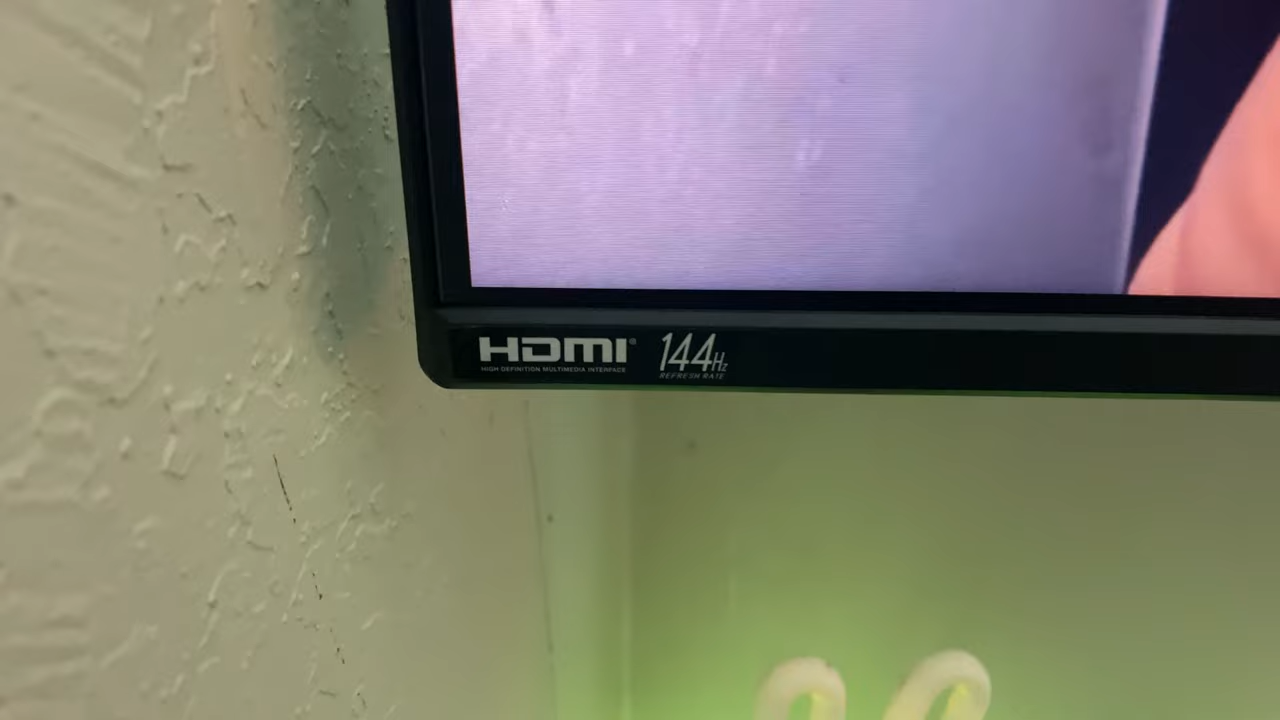 HDMI®
HIGH DEFINITION MULTIMEDIA INTERFACE
144Hz
REFRESH RATE